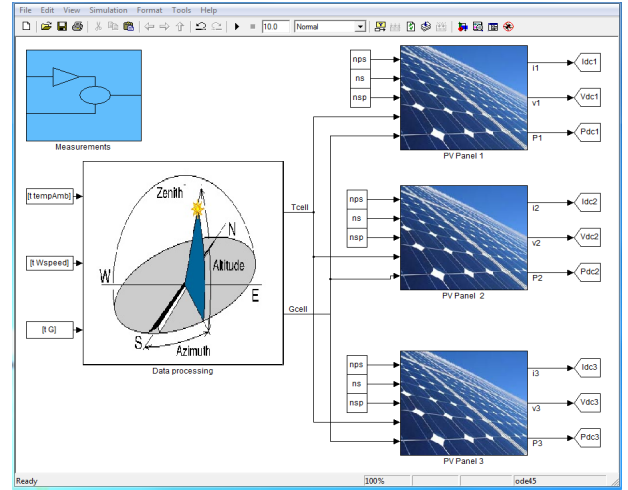 File Edit View Simulation Format Tools Help
10.0 Normal
Measurements
[t tempAmb]
[t Wspeed]
[t G]
Zenith
N
Altitude
W
E
S
Azimuth
Data processing
Tcell
Gcell
nps
ns
nsp
i1
v1
P1
Idc1
Vdc1
Pdc1
PV Panel 1
nps
ns
nsp
i2
v2
P2
Idc2
Vdc2
Pdc2
PV Panel 2
nps
ns
nsp
i3
v3
P3
Idc3
Vdc3
Pdc3
PV Panel 3
Ready 100% ode45